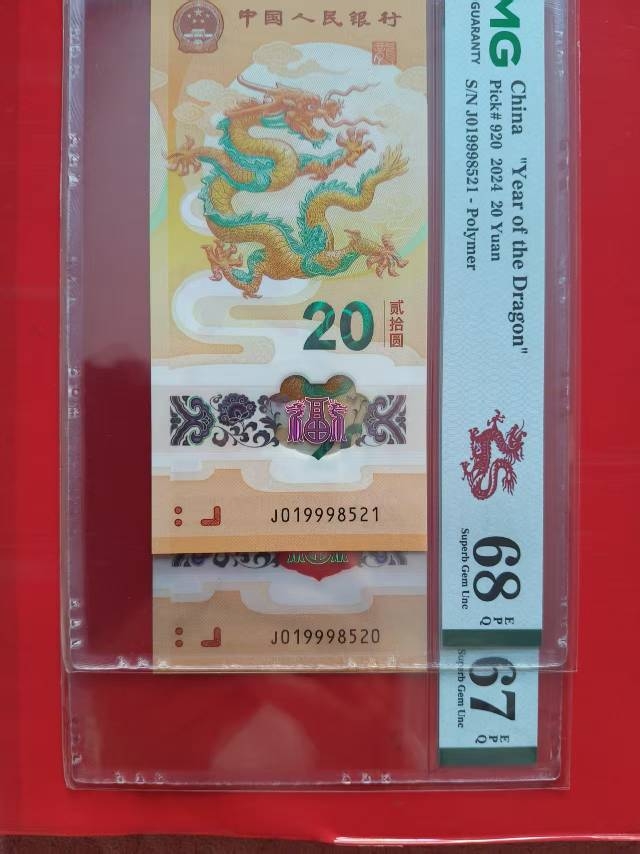 中国人民银行
20
贰拾圆
J019998521
J019998520
MG
GUARANTY
China "Year of the Dragon"
Pick# 920 2024 20 Yuan
S/N J019998521 - Polymer
68 EPQ
Superb Gem Unc
67 EPQ
Superb Gem Unc